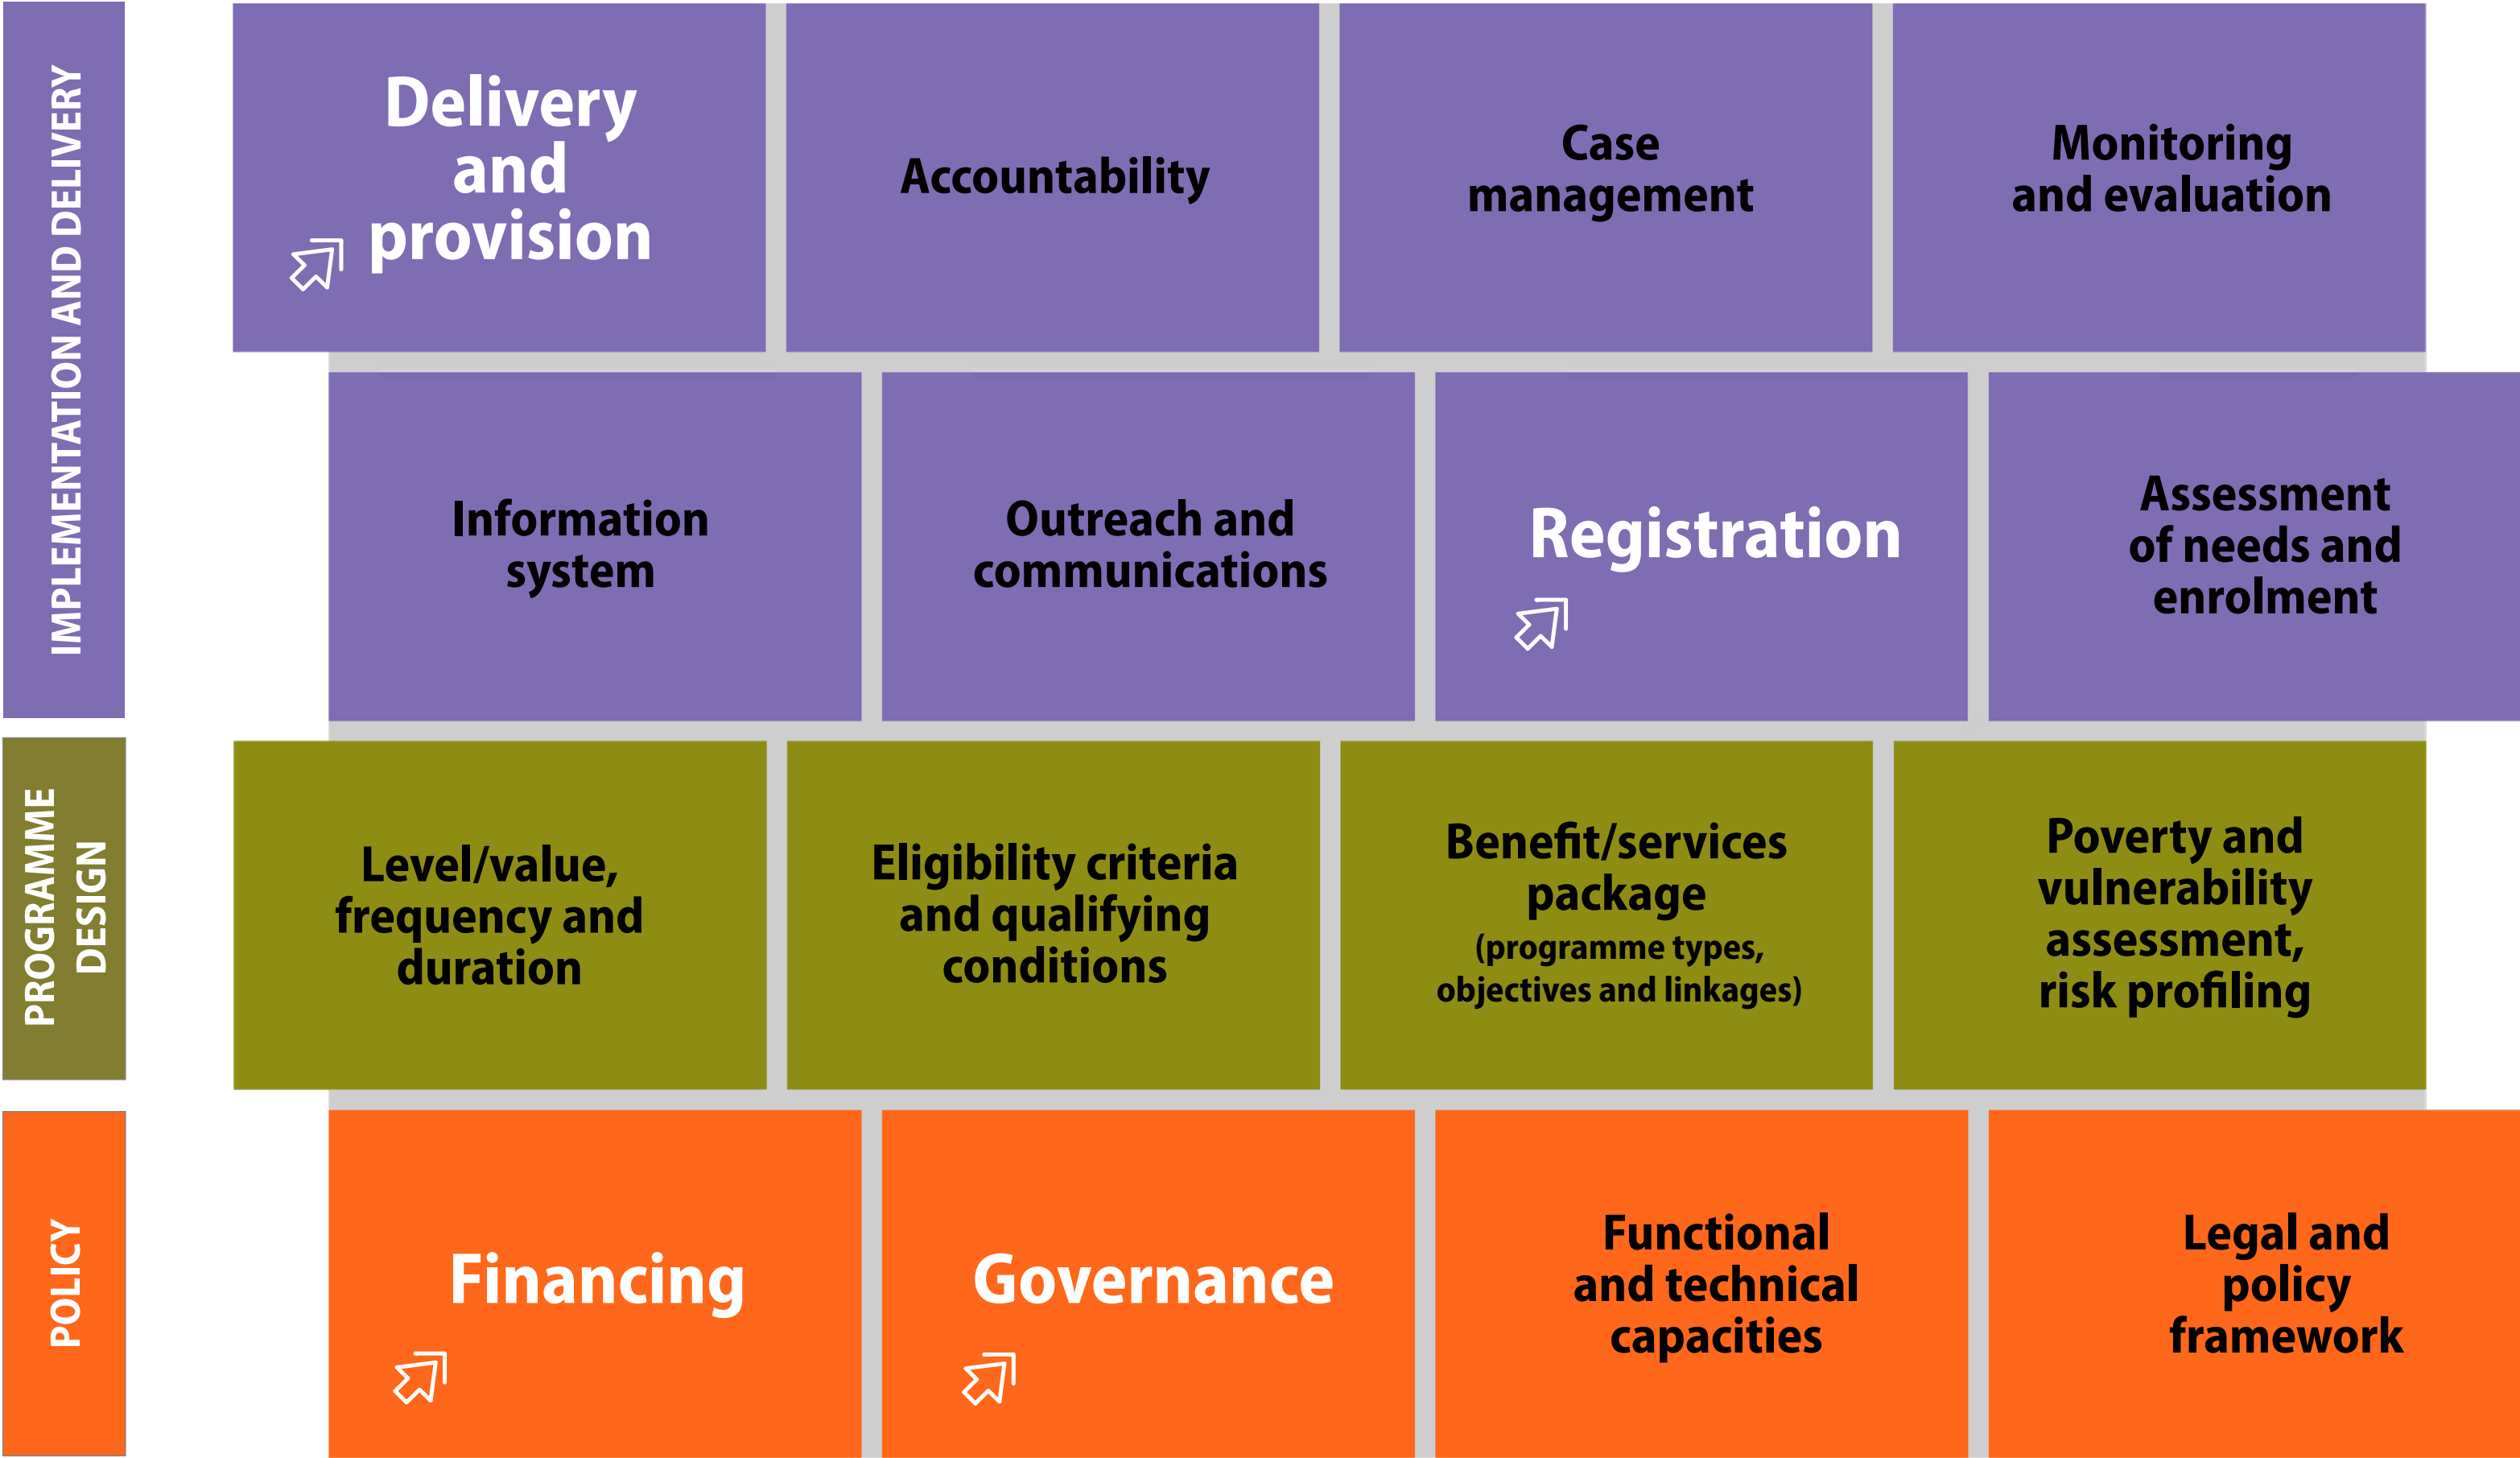 IMPLEMENTATION AND DELIVERY
Delivery
and
provision
Accountability
Case
management
Monitoring
and evaluation
Information
system
Outreach and
communications
Registration
Assessment
of needs and
enrolment
PROGRAMME
DESIGN
Level/value,
frequency and
duration
Eligibility criteria
and qualifying
conditions
Benefit/services
package
(programme types,
objectives and linkages)
Poverty and
vulnerability
assessment,
risk profiling
POLICY
Financing
Governance
Functional
and technical
capacities
Legal and
policy
framework